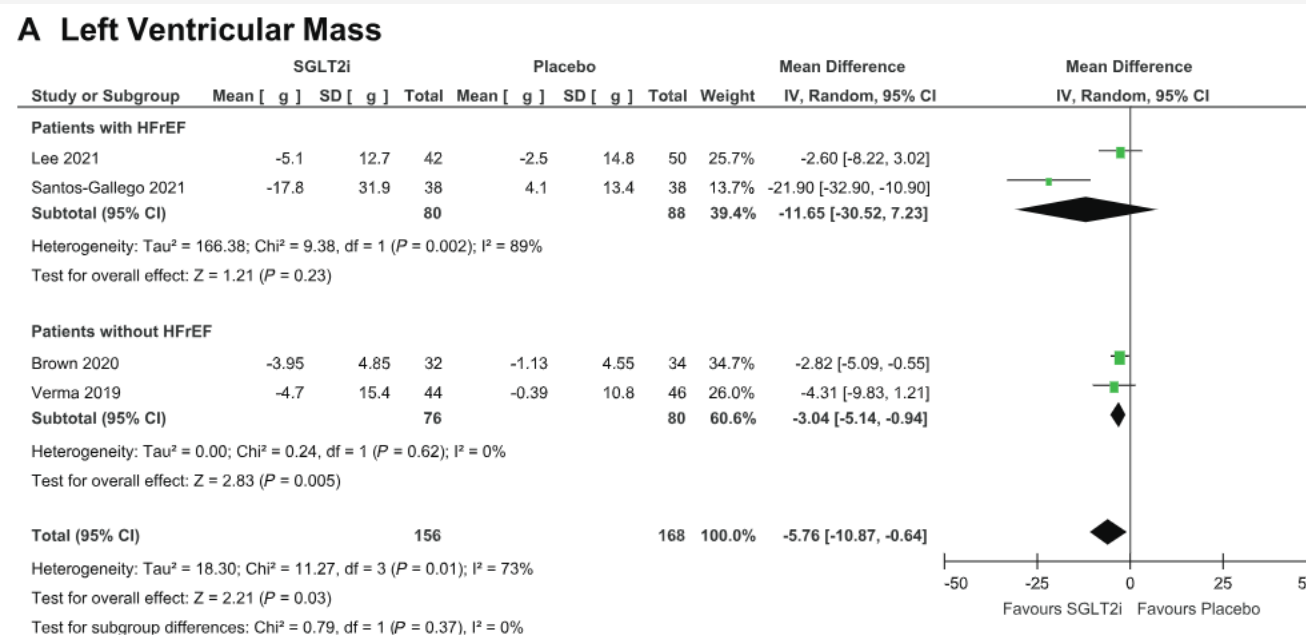 A Left Ventricular Mass
SGLT2i Placebo Mean Difference Mean Difference
Study or Subgroup Mean [ g ] SD [ g ] Total Mean [ g ] SD [ g ] Total Weight IV, Random, 95% CI IV, Random, 95% CI
Patients with HFrEF
Lee 2021 -5.1 12.7 42 -2.5 14.8 50 25.7% -2.60 [-8.22, 3.02]
Santos-Gallego 2021 -17.8 31.9 38 4.1 13.4 38 13.7% -21.90 [-32.90, -10.90]
Subtotal (95% CI) 80 88 39.4% -11.65 [-30.52, 7.23]
Heterogeneity: Tau² = 166.38; Chi² = 9.38, df = 1 (P = 0.002); I² = 89%
Test for overall effect: Z = 1.21 (P = 0.23)
Patients without HFrEF
Brown 2020 -3.95 4.85 32 -1.13 4.55 34 34.7% -2.82 [-5.09, -0.55]
Verma 2019 -4.7 15.4 44 -0.39 10.8 46 26.0% -4.31 [-9.83, 1.21]
Subtotal (95% CI) 76 80 60.6% -3.04 [-5.14, -0.94]
Heterogeneity: Tau² = 0.00; Chi² = 0.24, df = 1 (P = 0.62); I² = 0%
Test for overall effect: Z = 2.83 (P = 0.005)
Total (95% CI) 156 168 100.0% -5.76 [-10.87, -0.64]
Heterogeneity: Tau² = 18.30; Chi² = 11.27, df = 3 (P = 0.01); I² = 73%
Test for overall effect: Z = 2.21 (P = 0.03)
Test for subgroup differences: Chi² = 0.79, df = 1 (P = 0.37), I² = 0%
-50 -25 0 25
Favours SGLT2i Favours Placebo